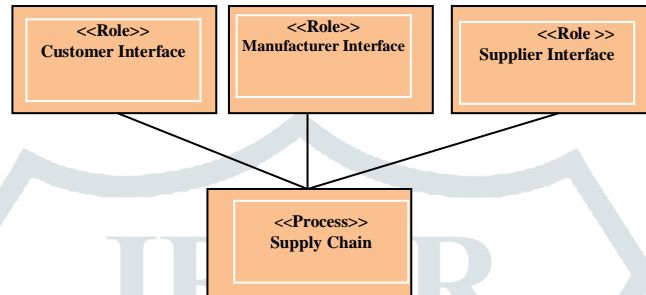 <<Role>>
Customer Interface
<<Role>>
Manufacturer Interface
<<Role >>
Supplier Interface
<<Process>>
Supply Chain